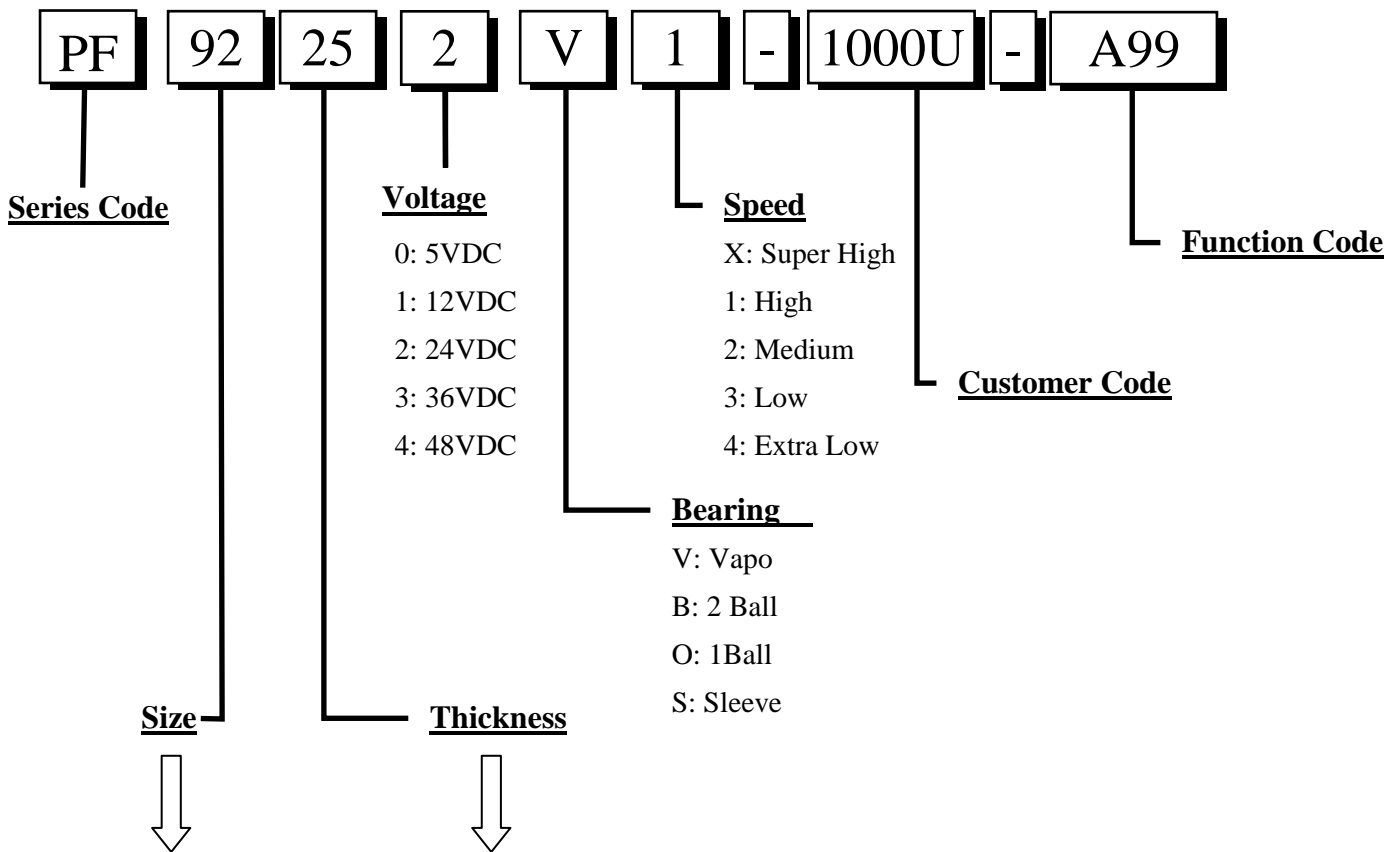 PF 92 25 2 V 1 - 1000U - A99
Series Code
Voltage
0: 5VDC
1: 12VDC
2: 24VDC
3: 36VDC
4: 48VDC
Speed
X: Super High
1: High
2: Medium
3: Low
4: Extra Low
Function Code
Customer Code
Bearing
V: Vapo
B: 2 Ball
O: 1Ball
S: Sleeve
Size
Thickness